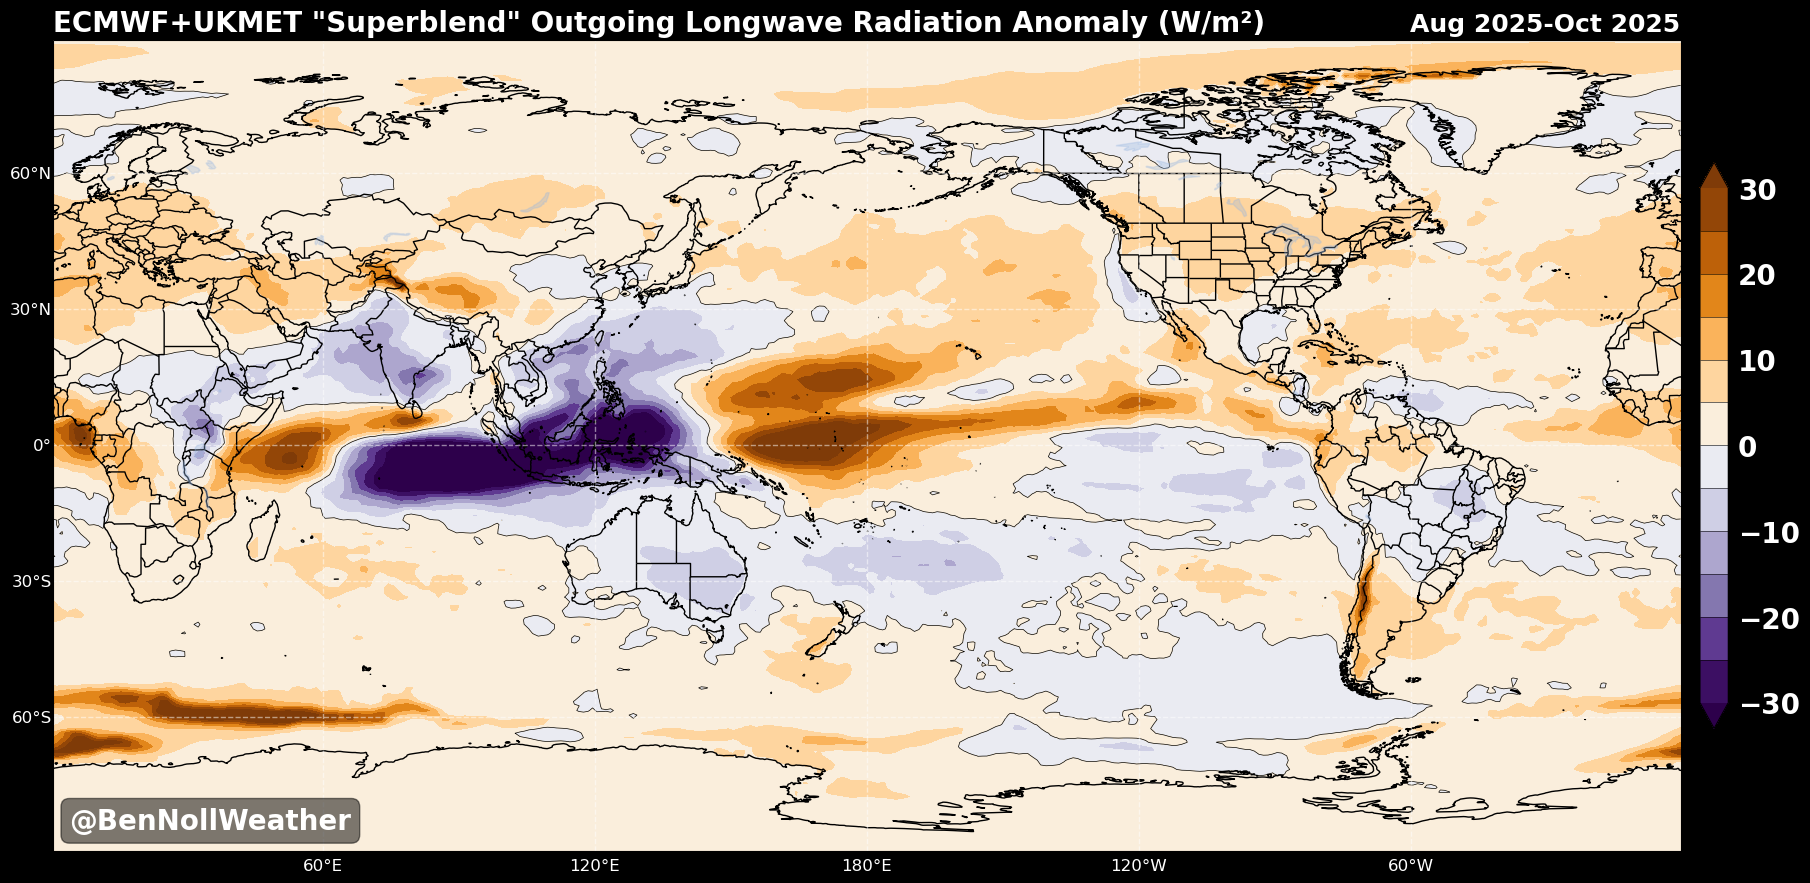 ECMWF+UKMET "Superblend" Outgoing Longwave Radiation Anomaly (W/m²)
Aug 2025-Oct 2025
60°N
30°N
0°
30°S
60°S
60°E
120°E
180°E
120°W
60°W
30
20
10
0
−10
−20
−30
@BenNollWeather